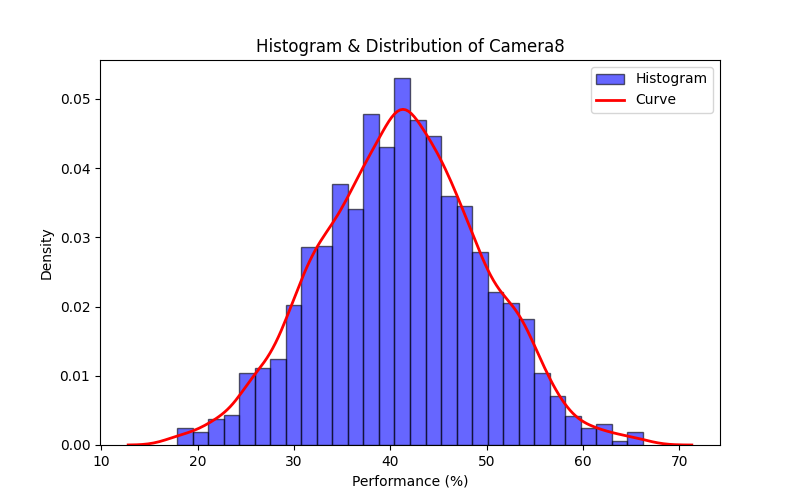 Histogram & Distribution of Camera8
Histogram
Curve
Density
0.05
0.04
0.03
0.02
0.01
0.00
10 20 30 40 50 60 70
Performance (%)